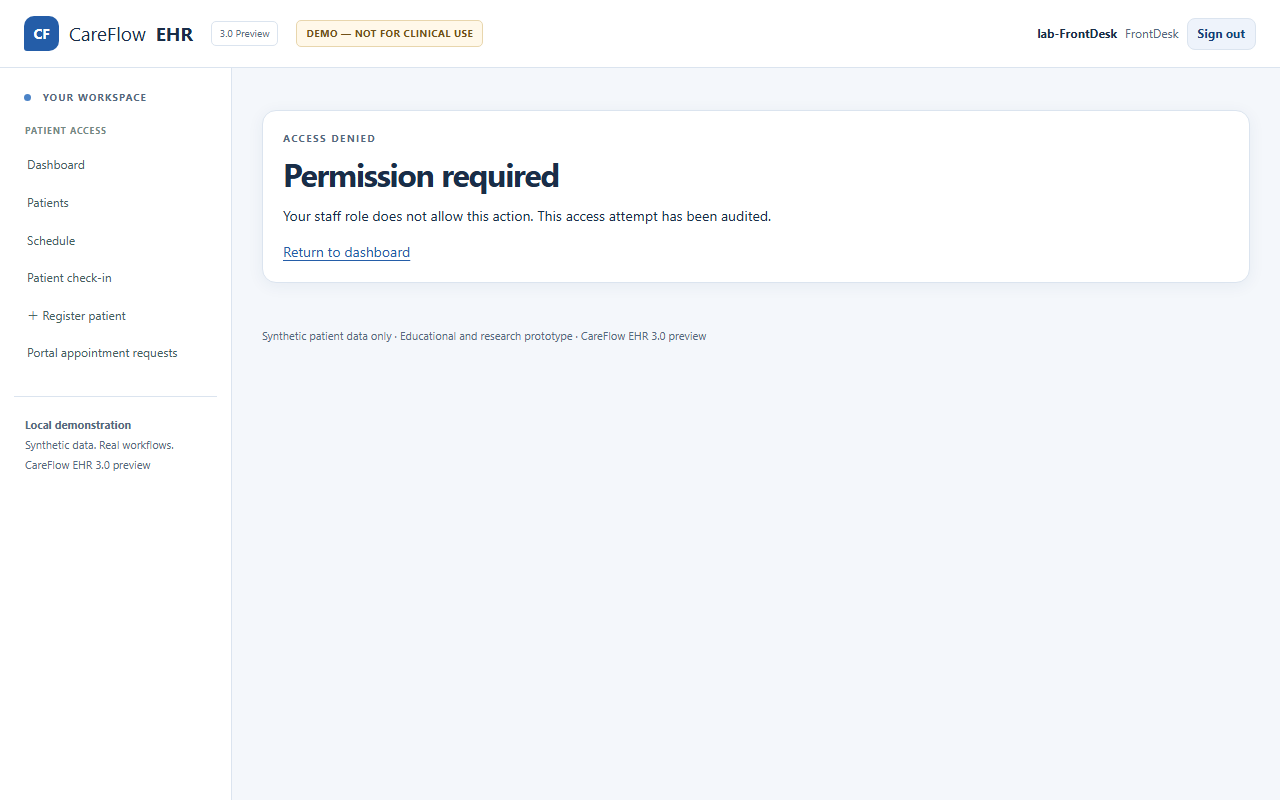 CF CareFlow EHR 3.0 Preview DEMO — NOT FOR CLINICAL USE lab-FrontDesk FrontDesk Sign out
YOUR WORKSPACE
PATIENT ACCESS
Dashboard
Patients
Schedule
Patient check-in
+ Register patient
Portal appointment requests
Local demonstration
Synthetic data. Real workflows.
CareFlow EHR 3.0 preview
ACCESS DENIED
Permission required
Your staff role does not allow this action. This access attempt has been audited.
Return to dashboard
Synthetic patient data only · Educational and research prototype · CareFlow EHR 3.0 preview